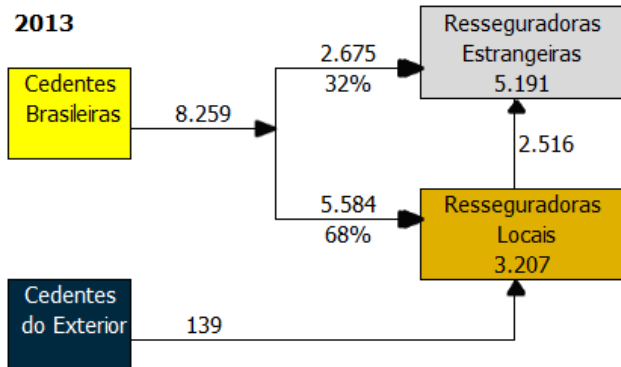 2013
Cedentes
Brasileiras
8.259
2.675
32%
Resseguradoras
Estrangeiras
5.191
2.516
5.584
68%
Resseguradoras
Locais
3.207
Cedentes
do Exterior
139